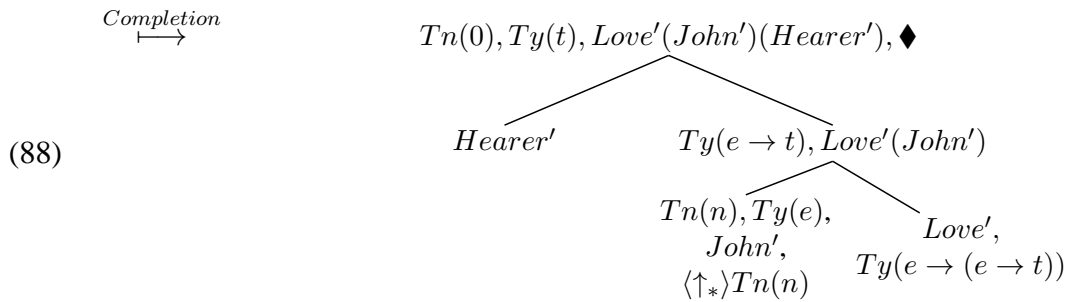 Completion
⟼ Tn(0), Ty(t), Love′(John′)(Hearer′), ♦
(88) Hearer′ Ty(e → t), Love′(John′)
Tn(n), Ty(e),
John′,
⟨↑∗⟩Tn(n)
Love′,
Ty(e → (e → t))